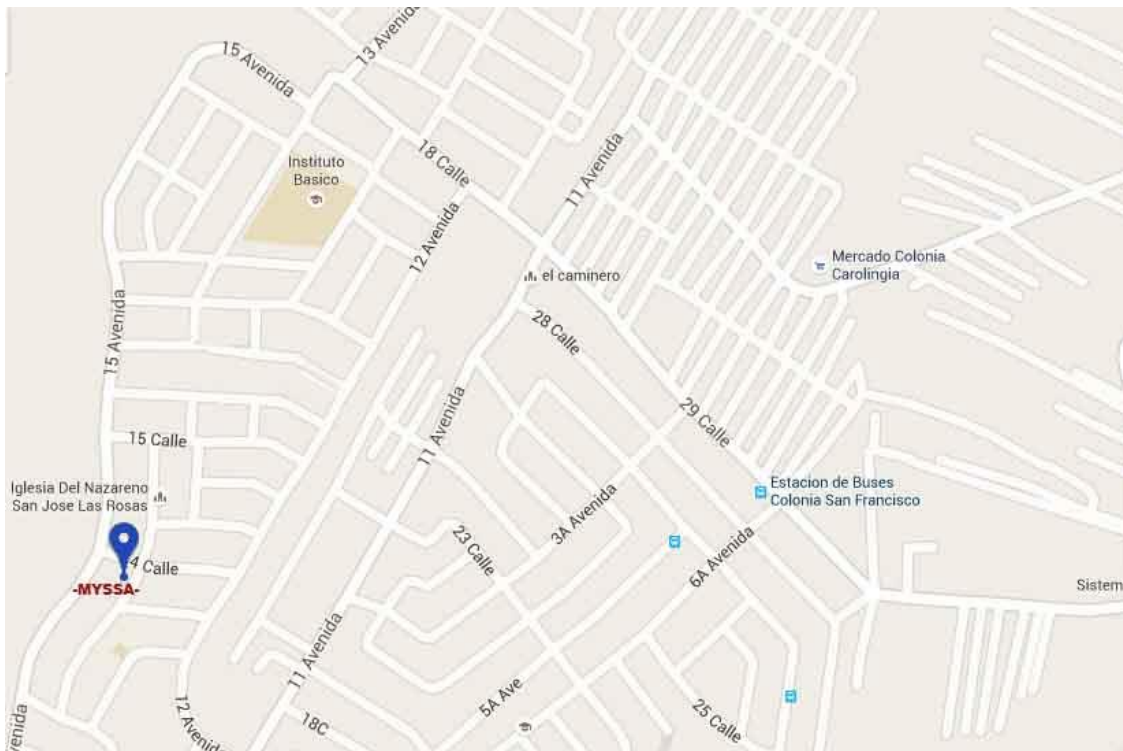 13 Avenida
15 Avenida
Instituto
Basico
18 Calle
11 Avenida
12 Avenida
el caminero
Mercado Colonia
Carolingia
28 Calle
15 Avenida
11 Avenida
29 Calle
15 Calle
Iglesia Del Nazareno
San Jose Las Rosas
Estacion de Buses
Colonia San Francisco
3A Avenida
23 Calle
6A Avenida
4 Calle
-MYSSA-
Sistem
11 Avenida
5A Ave
25 Calle
12 Avenida
18C
venida